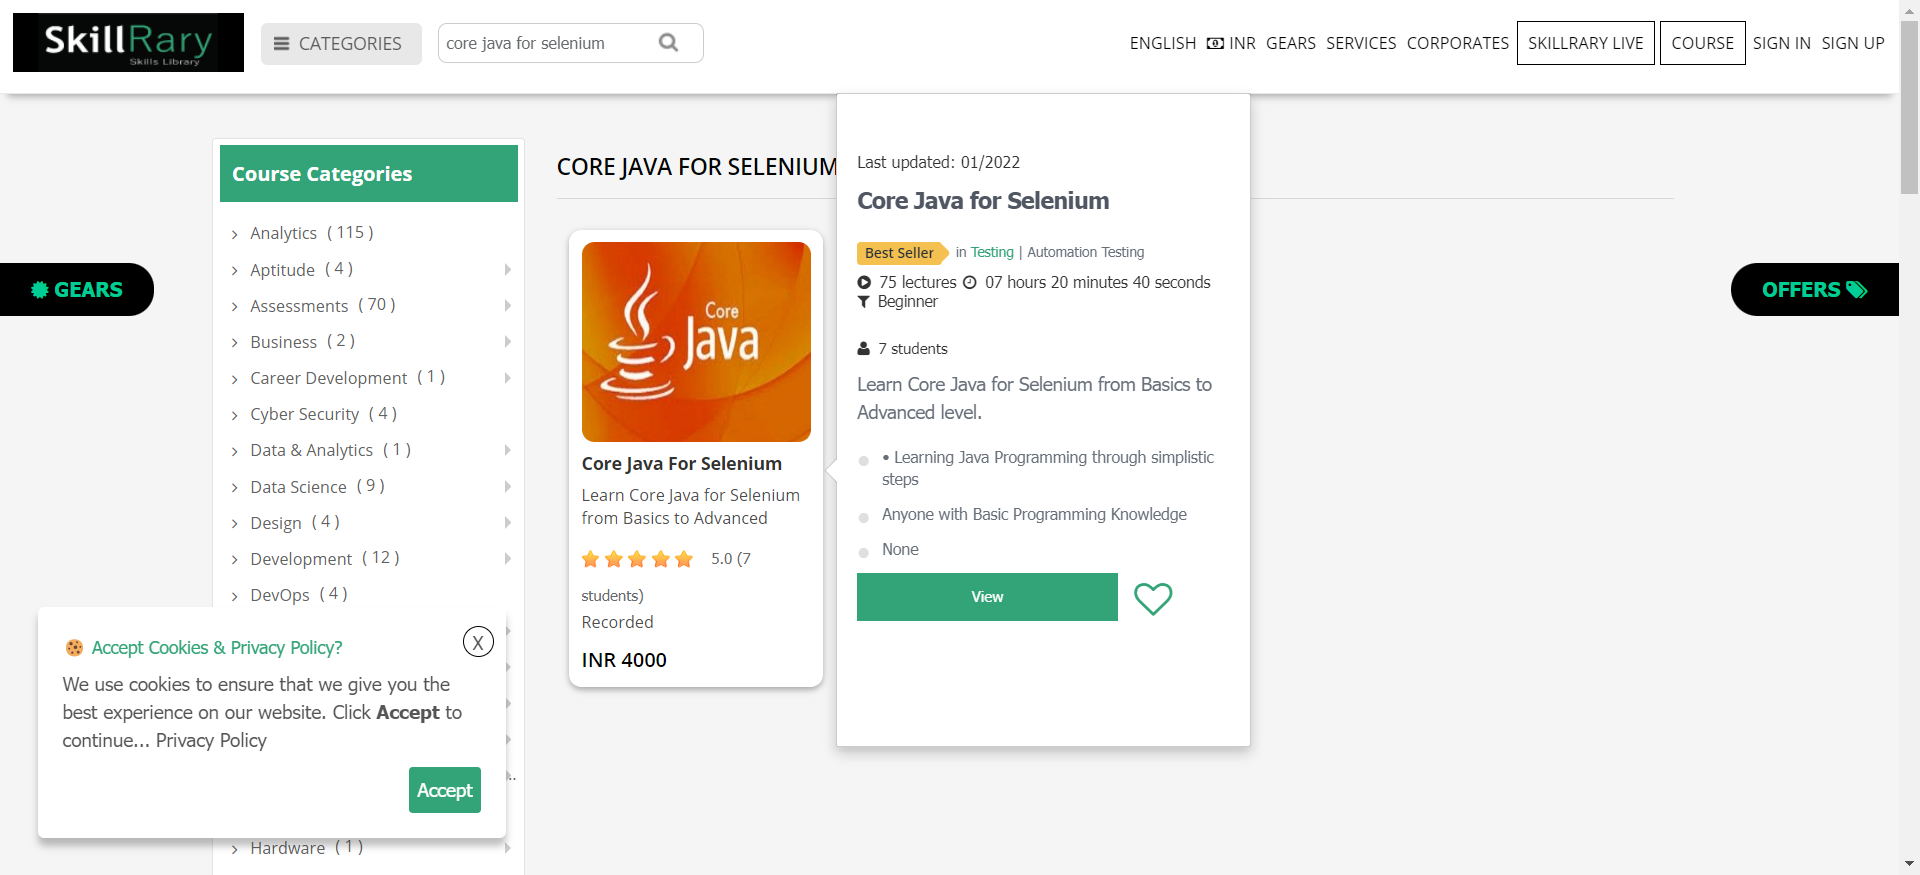 SkillRary
Skills Library
CATEGORIES
core java for selenium
ENGLISH INR GEARS SERVICES CORPORATES SKILLRARY LIVE COURSE SIGN IN SIGN UP
Course Categories
Analytics ( 115 )
Aptitude ( 4 )
Assessments ( 70 )
Business ( 2 )
Career Development ( 1 )
Cyber Security ( 4 )
Data & Analytics ( 1 )
Data Science ( 9 )
Design ( 4 )
Development ( 12 )
DevOps ( 4 )
...
Hardware ( 1 )
GEARS
OFFERS
CORE JAVA FOR SELENIUM
Core Java
Core Java For Selenium
Learn Core Java for Selenium
from Basics to Advanced
5.0 (7
students)
Recorded
INR 4000
Last updated: 01/2022
Core Java for Selenium
Best Seller in Testing | Automation Testing
75 lectures 07 hours 20 minutes 40 seconds
Beginner
7 students
Learn Core Java for Selenium from Basics to
Advanced level.
• Learning Java Programming through simplistic
steps
Anyone with Basic Programming Knowledge
None
View
Accept Cookies & Privacy Policy?
X
We use cookies to ensure that we give you the
best experience on our website. Click Accept to
continue... Privacy Policy
Accept